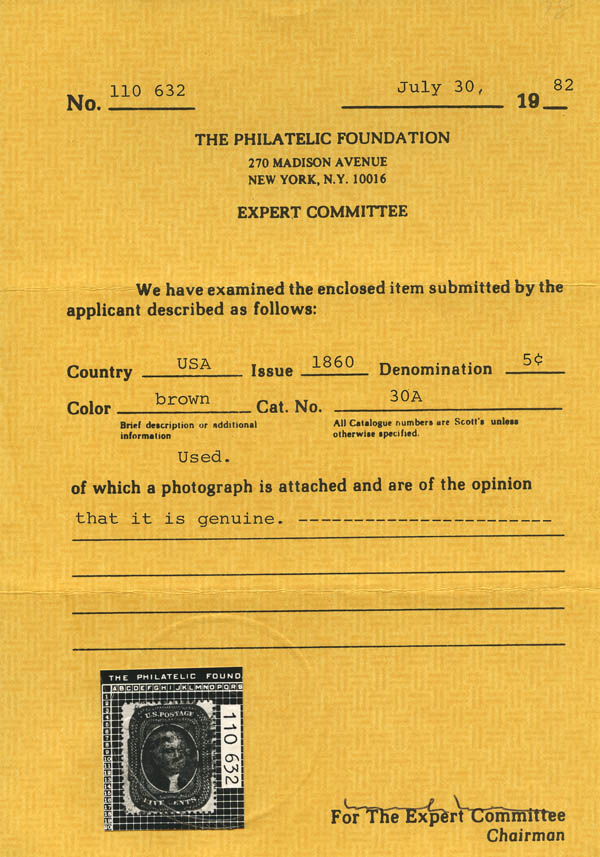 No. 110 632 July 30, 19 82
THE PHILATELIC FOUNDATION
270 MADISON AVENUE
NEW YORK, N.Y. 10016
EXPERT COMMITTEE
We have examined the enclosed item submitted by the
applicant described as follows:
Country USA Issue 1860 Denomination 5¢
Color brown Cat. No. 30A
Brief description or additional
information
All Catalogue numbers are Scott's unless
otherwise specified.
Used.
of which a photograph is attached and are of the opinion
that it is genuine. ------------------------
THE PHILATELIC FOUND
ABCDEFGHIJKLMNOPQRS
U.S. POSTAGE
FIVE CENTS
110 632
For The Expert Committee
Chairman